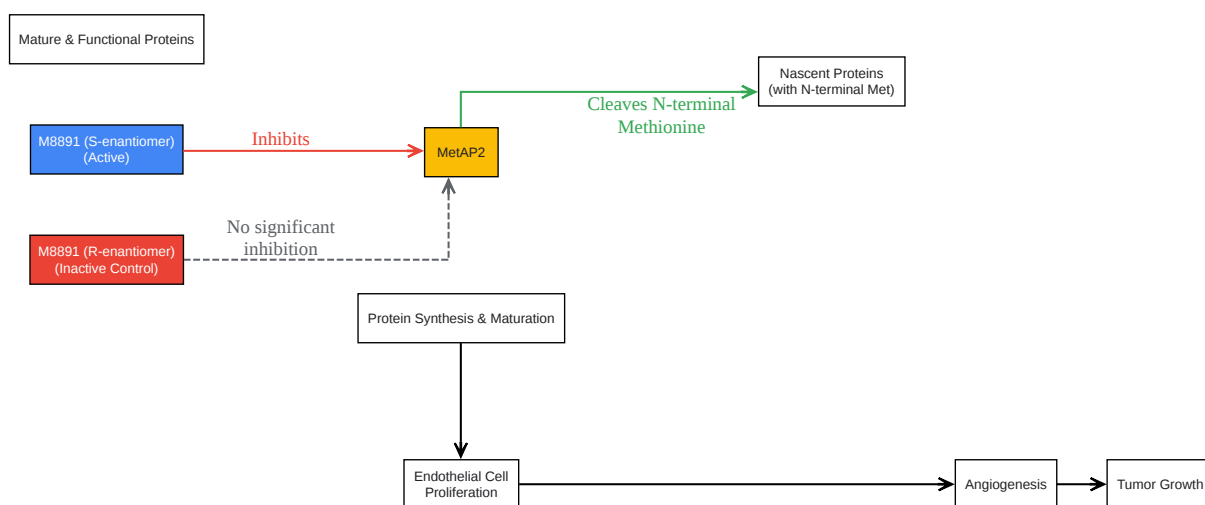 Mature & Functional Proteins
Nascent Proteins
(with N-terminal Met)
Cleaves N-terminal
Methionine
M8891 (S-enantiomer)
(Active)
Inhibits
MetAP2
No significant
inhibition
M8891 (R-enantiomer)
(Inactive Control)
Protein Synthesis & Maturation
Endothelial Cell
Proliferation
Angiogenesis
Tumor Growth